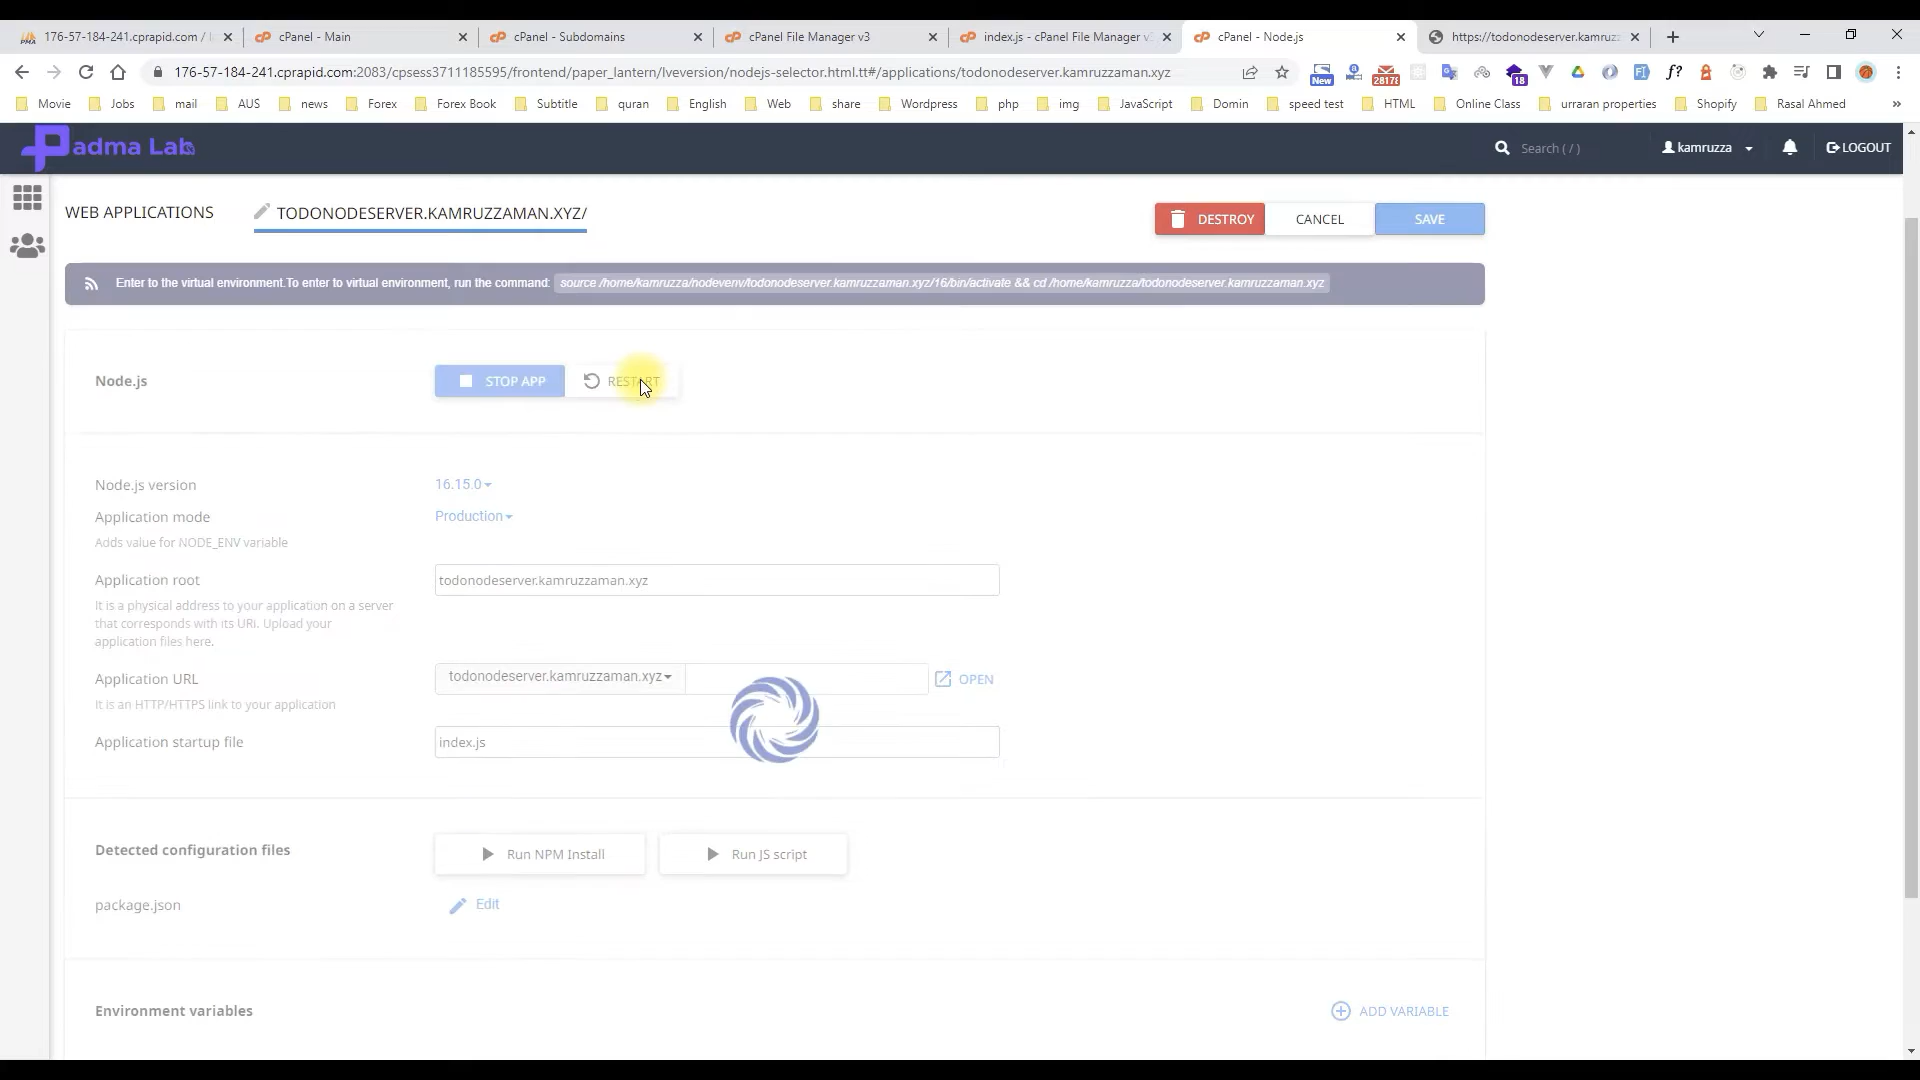 176-57-184-241.cprapid.com /
cPanel - Main
cPanel - Subdomains
cPanel File Manager v3
index.js - cPanel File Manager v
cPanel - Node.js
https://todonodeserver.kamruz
176-57-184-241.cprapid.com:2083/cpsess3711185595/frontend/paper_lantern/lveversion/nodejs-selector.html.tt#/applications/todonodeserver.kamruzzaman.xyz
New
28178
18
f?
Movie
Jobs
mail
AUS
news
Forex
Forex Book
Subtitle
quran
English
Web
share
Wordpress
php
img
JavaScript
Domin
speed test
HTML
Online Class
urraran properties
Shopify
Rasal Ahmed
»
Padma Lab
Search ( / )
kamruzza
LOGOUT
WEB APPLICATIONS
TODONODESERVER.KAMRUZZAMAN.XYZ/
DESTROY
CANCEL
SAVE
Enter to the virtual environment.To enter to virtual environment, run the command: source /home/kamruzza/nodevenv/todonodeserver.kamruzzaman.xyz/16/bin/activate && cd /home/kamruzza/todonodeserver.kamruzzaman.xyz
Node.js
STOP APP
RESTART
Node.js version
16.15.0
Application mode
Production
Adds value for NODE_ENV variable
Application root
todonodeserver.kamruzzaman.xyz
It is a physical address to your application on a server
that corresponds with its URI. Upload your
application files here.
Application URL
todonodeserver.kamruzzaman.xyz
OPEN
It is an HTTP/HTTPS link to your application
Application startup file
index.js
Detected configuration files
Run NPM Install
Run JS script
package.json
Edit
Environment variables
ADD VARIABLE